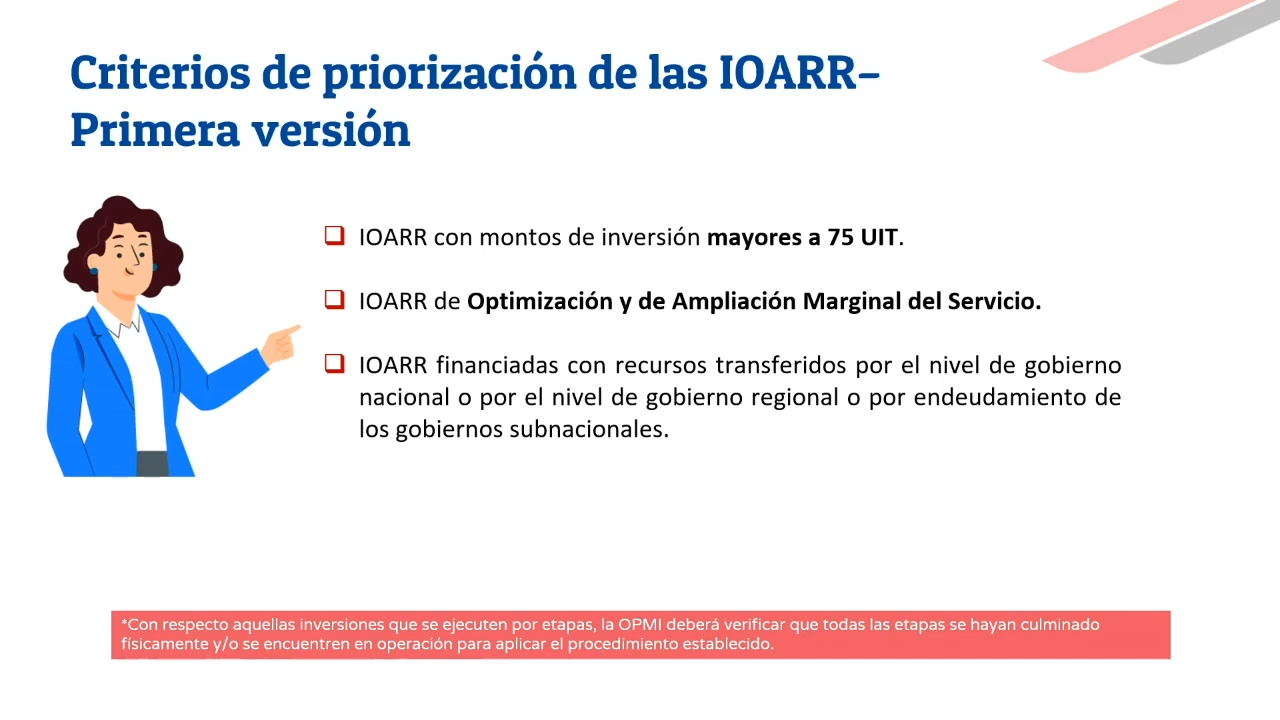 Criterios de priorización de las IOARR–
Primera versión
IOARR con montos de inversión mayores a 75 UIT.
IOARR de Optimización y de Ampliación Marginal del Servicio.
IOARR financiadas con recursos transferidos por el nivel de gobierno
nacional o por el nivel de gobierno regional o por endeudamiento de
los gobiernos subnacionales.
*Con respecto aquellas inversiones que se ejecuten por etapas, la OPMI deberá verificar que todas las etapas se hayan culminado
físicamente y/o se encuentren en operación para aplicar el procedimiento establecido.